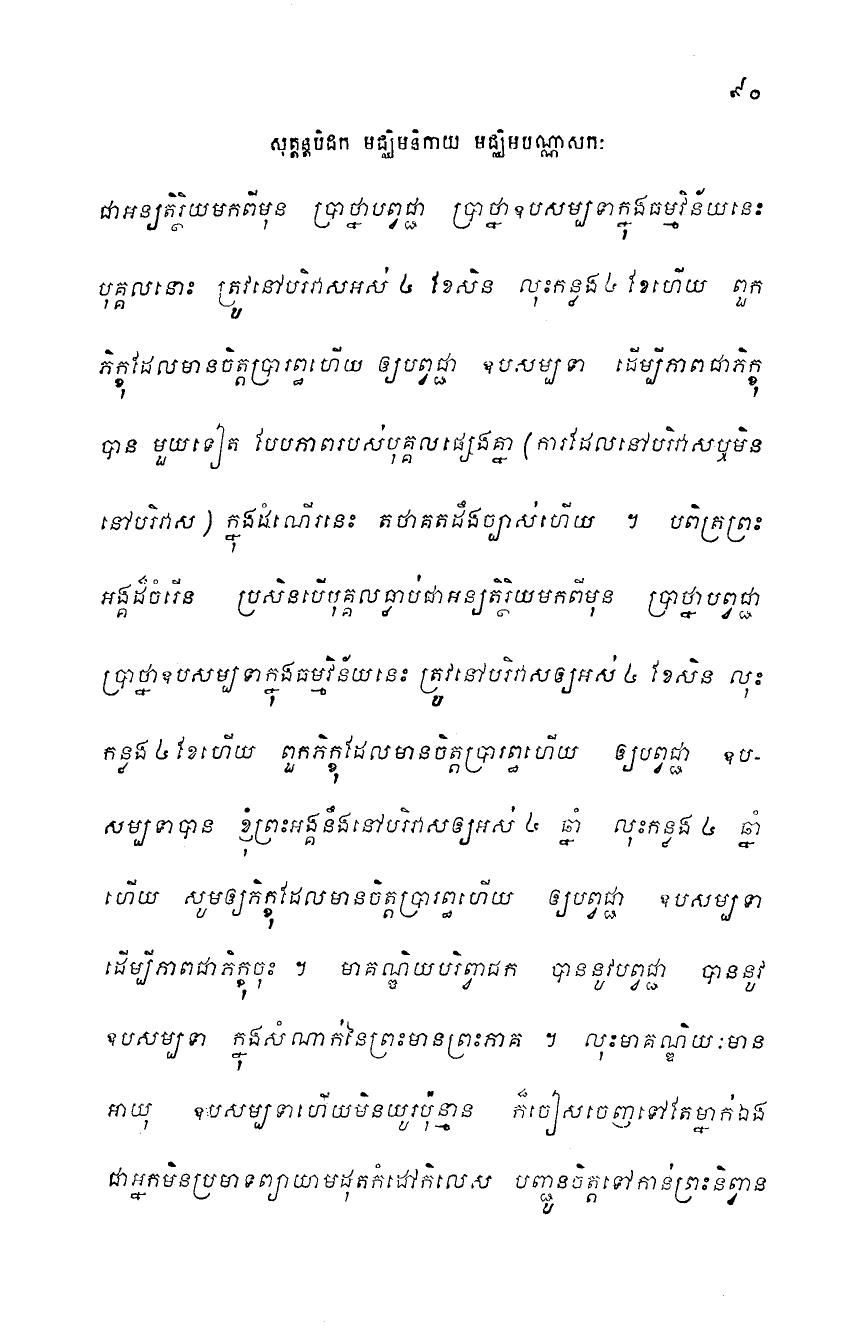 ៩០
សុត្តន្តបិដក មជ្ឈិមនិកាយ មជ្ឈិមបណ្ណាសកៈ
ជាអន្យតិរ្ថិយមកពីមុន ប្រាថ្នាបព្វជ្ជា ប្រាថ្នាឧបសម្បទាក្នុងធម្មវិន័យនេះ
បុគ្គលនោះ ត្រូវនៅបរិវាសអស់ ៤ ខែសិន លុះកន្លង ៤ ខែហើយ ពួក
ភិក្ខុដែលមានចិត្តប្រារព្ធហើយ ឲ្យបព្វជ្ជា ឧបសម្បទា ដើម្បីភាពជាភិក្ខុ
បាន មួយទៀត បែបភាពរបស់បុគ្គលផ្សេងគ្នា (ការដែលនៅបរិវាសឬមិន
នៅបរិវាស ) ក្នុងដំណើរនេះ តថាគតដឹងច្បាស់ហើយ ។ បពិត្រព្រះ
អង្គដ៏ចំរើន ប្រសិនបើបុគ្គលធ្លាប់ជាអន្យតិរ្ថិយមកពីមុន ប្រាថ្នាបព្វជ្ជា
ប្រាថ្នាឧបសម្បទាក្នុងធម្មវិន័យនេះ ត្រូវនៅបរិវាសឲ្យអស់ ៤ ខែសិន លុះ
កន្លង ៤ ខែហើយ ពួកភិក្ខុដែលមានចិត្តប្រារព្ធហើយ ឲ្យបព្វជ្ជា ឧប-
សម្បទាបាន ខ្ញុំព្រះអង្គនឹងនៅបរិវាសឲ្យអស់ ៤ ឆ្នាំ លុះកន្លង ៤ ឆ្នាំ
ហើយ សូមឲ្យភិក្ខុដែលមានចិត្តប្រារព្ធហើយ ឲ្យបព្វជ្ជា ឧបសម្បទា
ដើម្បីភាពជាភិក្ខុចុះ ។ មាគណ្ឌិយបរិព្វាជក បាននូវបព្វជ្ជា បាននូវ
ឧបសម្បទា ក្នុងសំណាក់នៃព្រះមានព្រះភាគ ។ លុះមាគណ្ឌិយៈមាន
អាយុ ឧបសម្បទាហើយមិនយូរប៉ុន្មាន ក៏ចៀសចេញទៅតែម្នាក់ឯង
ជាអ្នកមិនប្រមាទព្យាយាមដុតកំដៅកិលេស បញ្ជូនចិត្តទៅកាន់ព្រះនិព្វាន